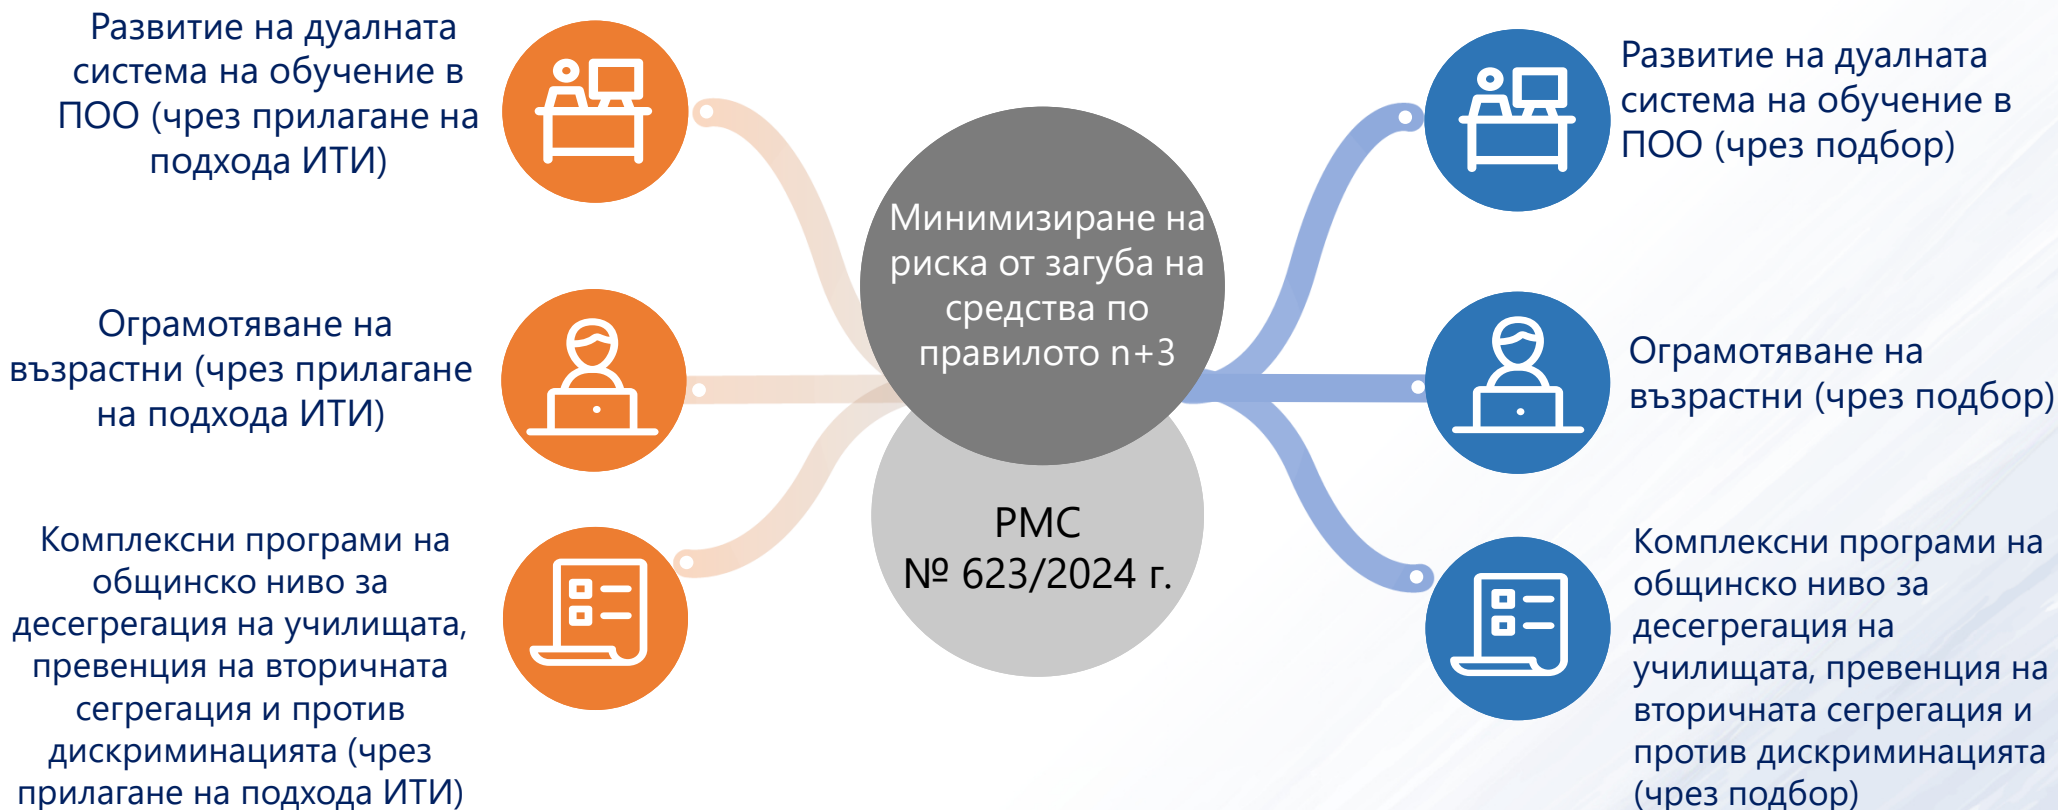 Развитие на дуалната
система на обучение в
ПОО (чрез прилагане на
подхода ИТИ)
Ограмотяване на
възрастни (чрез прилагане
на подхода ИТИ)
Комплексни програми на
общинско ниво за
десегрегация на училищата,
превенция на вторичната
сегрегация и против
дискриминацията (чрез
прилагане на подхода ИТИ)
Минимизиране на
риска от загуба на
средства по
правилото n+3
РМС
№ 623/2024 г.
Развитие на дуалната
система на обучение в
ПОО (чрез подбор)
Ограмотяване на
възрастни (чрез подбор)
Комплексни програми на
общинско ниво за
десегрегация на
училищата, превенция на
вторичната сегрегация и
против дискриминацията
(чрез подбор)